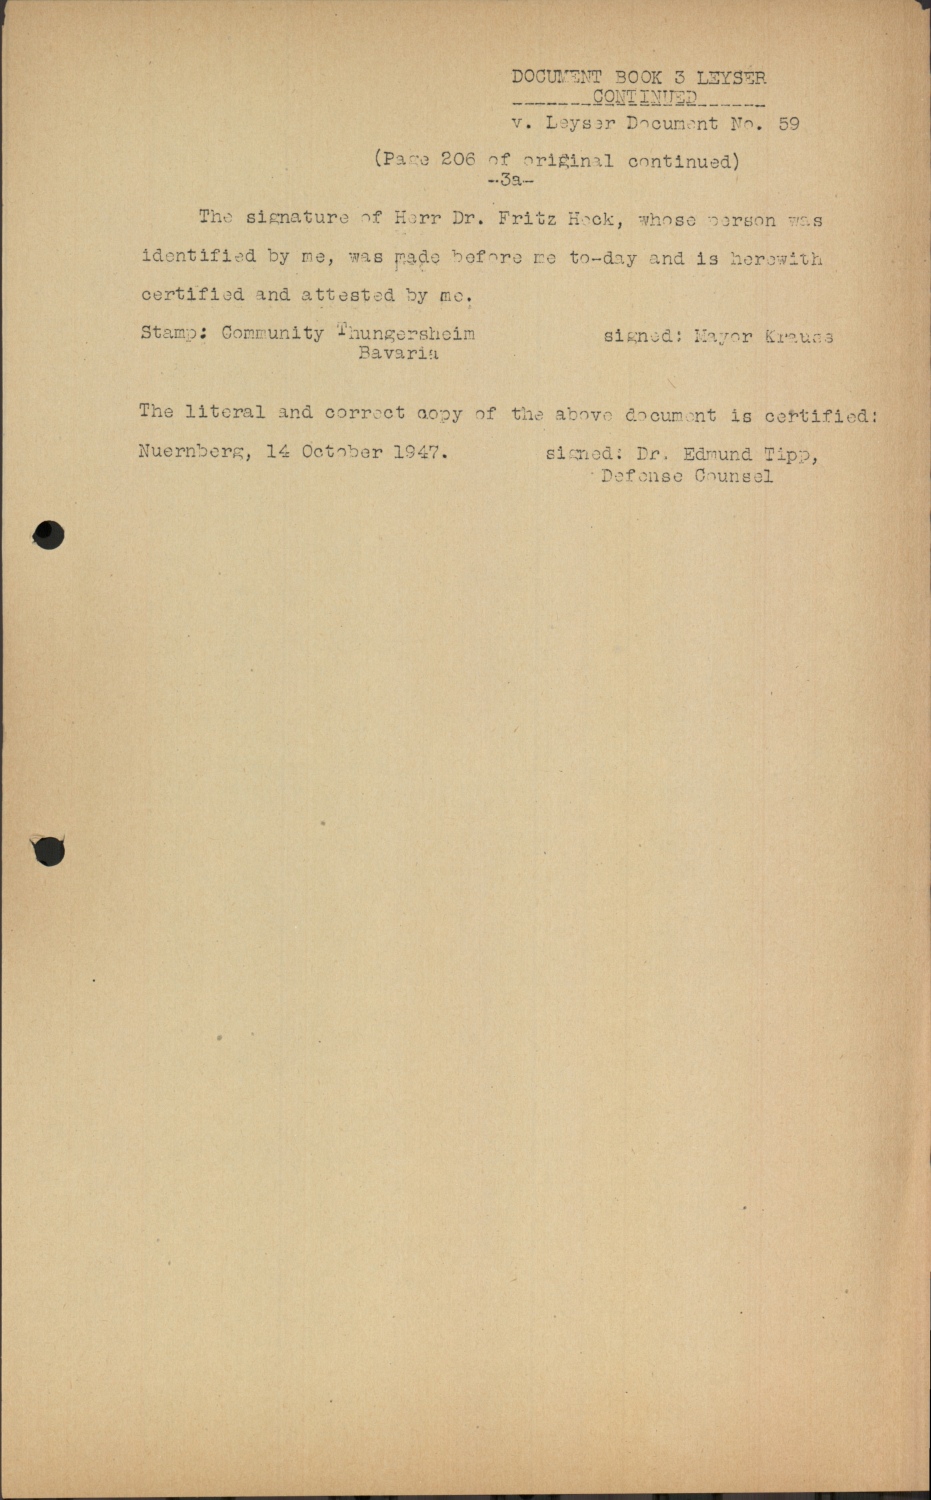 DOCUMENT BOOK 3 LEYSER
CONTINUED
v. Leyser Document No. 59
(Page 206 of original continued)
-3a-
The signature of Herr Dr. Fritz Heck, whose person was
identified by me, was made before me to-day and is herewith
certified and attested by me.
Stamp: Community Thungersheim signed: Mayor Krauss
Bavaria
The literal and correct copy of the above document is certified:
Nuernberg, 14 October 1947. signed: Dr. Edmund Tipp,
Defense Counsel